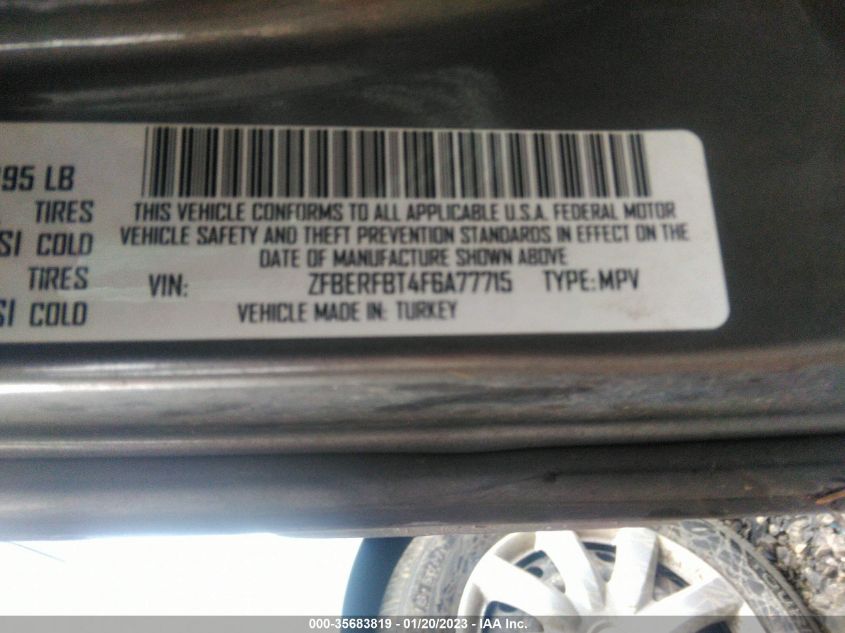 395 LB
TIRES
SI COLD
TIRES
SI COLD
THIS VEHICLE CONFORMS TO ALL APPLICABLE U.S.A. FEDERAL MOTOR
VEHICLE SAFETY AND THEFT PREVENTION STANDARDS IN EFFECT ON THE
DATE OF MANUFACTURE SHOWN ABOVE
VIN: ZFBERFBT4F6A77715 TYPE: MPV
VEHICLE MADE IN: TURKEY
000-35683819 - 01/20/2023 - IAA Inc.